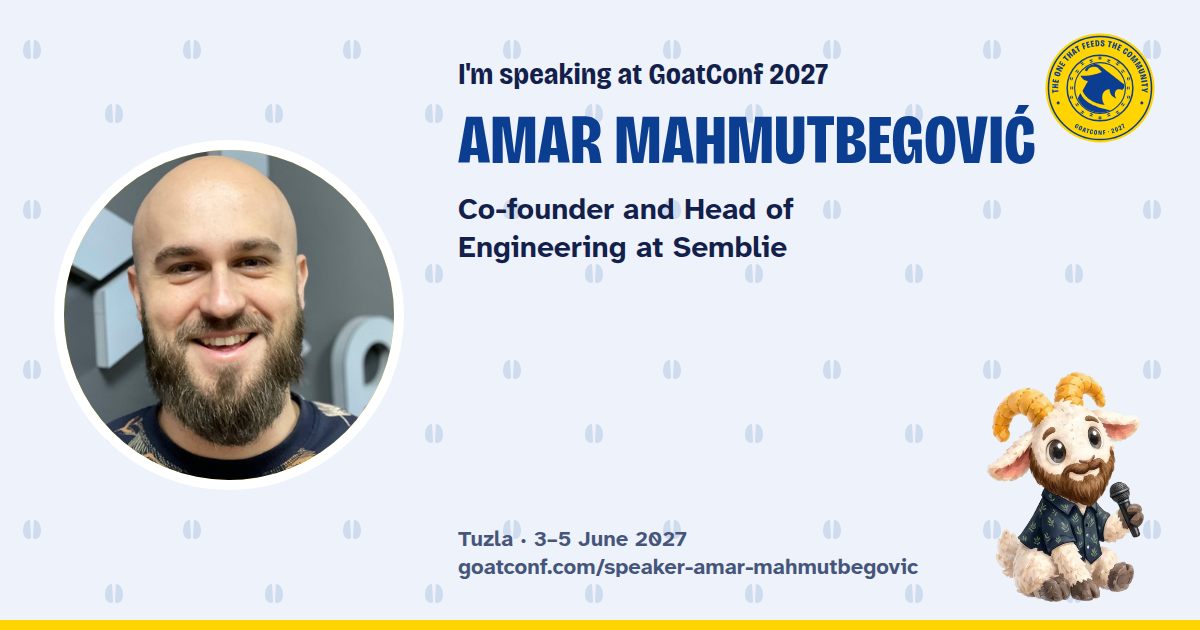 I'm speaking at GoatConf 2027
AMAR MAHMUTBEGOVIĆ
Co-founder and Head of
Engineering at Semblie
Tuzla · 3–5 June 2027
goatconf.com/speaker-amar-mahmutbegovic
THE ONE THAT FEEDS THE COMMUNITY
GOATCONF · 2027